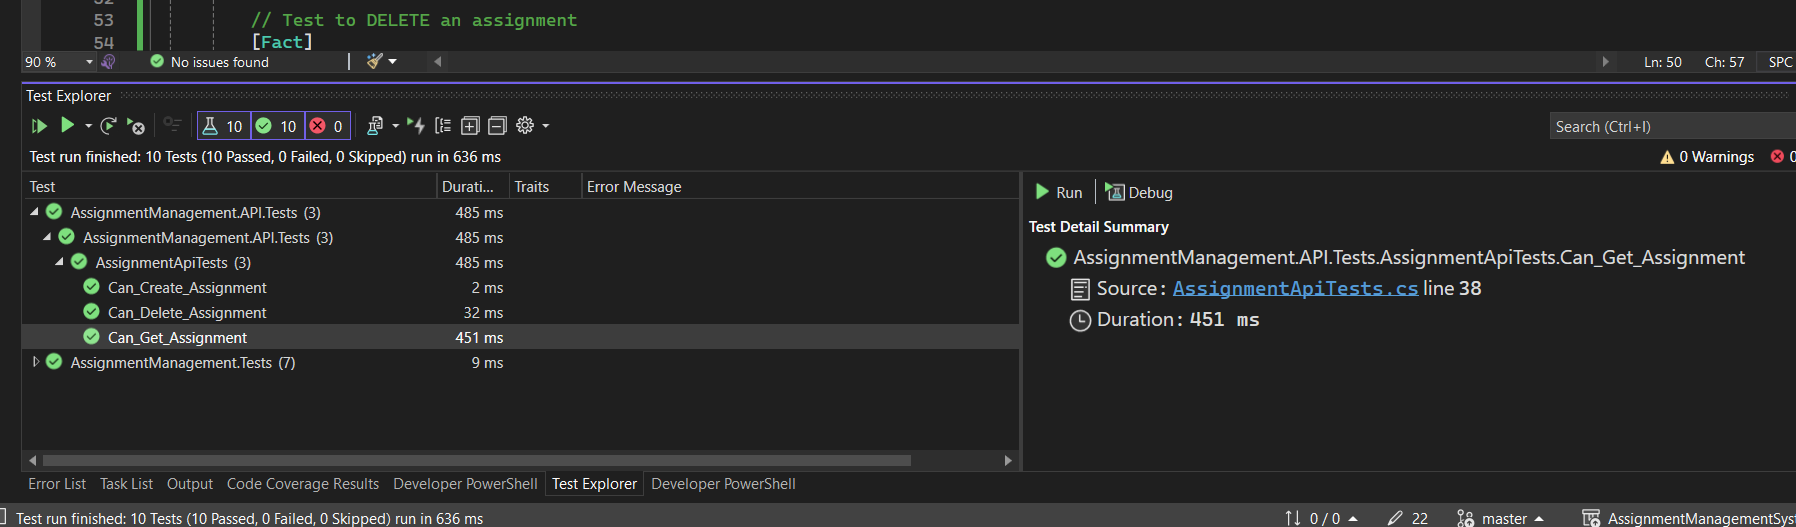 53 // Test to DELETE an assignment
54 [Fact]
90 % No issues found Ln: 50 Ch: 57 SPC
Test Explorer
10 10 0 Search (Ctrl+I)
Test run finished: 10 Tests (10 Passed, 0 Failed, 0 Skipped) run in 636 ms 0 Warnings 0
Test Durati... Traits Error Message
AssignmentManagement.API.Tests (3) 485 ms
AssignmentManagement.API.Tests (3) 485 ms
AssignmentApiTests (3) 485 ms
Can_Create_Assignment 2 ms
Can_Delete_Assignment 32 ms
Can_Get_Assignment 451 ms
AssignmentManagement.Tests (7) 9 ms
Run Debug
Test Detail Summary
AssignmentManagement.API.Tests.AssignmentApiTests.Can_Get_Assignment
Source: AssignmentApiTests.cs line 38
Duration: 451 ms
Error List Task List Output Code Coverage Results Developer PowerShell Test Explorer Developer PowerShell
Test run finished: 10 Tests (10 Passed, 0 Failed, 0 Skipped) run in 636 ms 0 / 0 22 master AssignmentManagementSyst